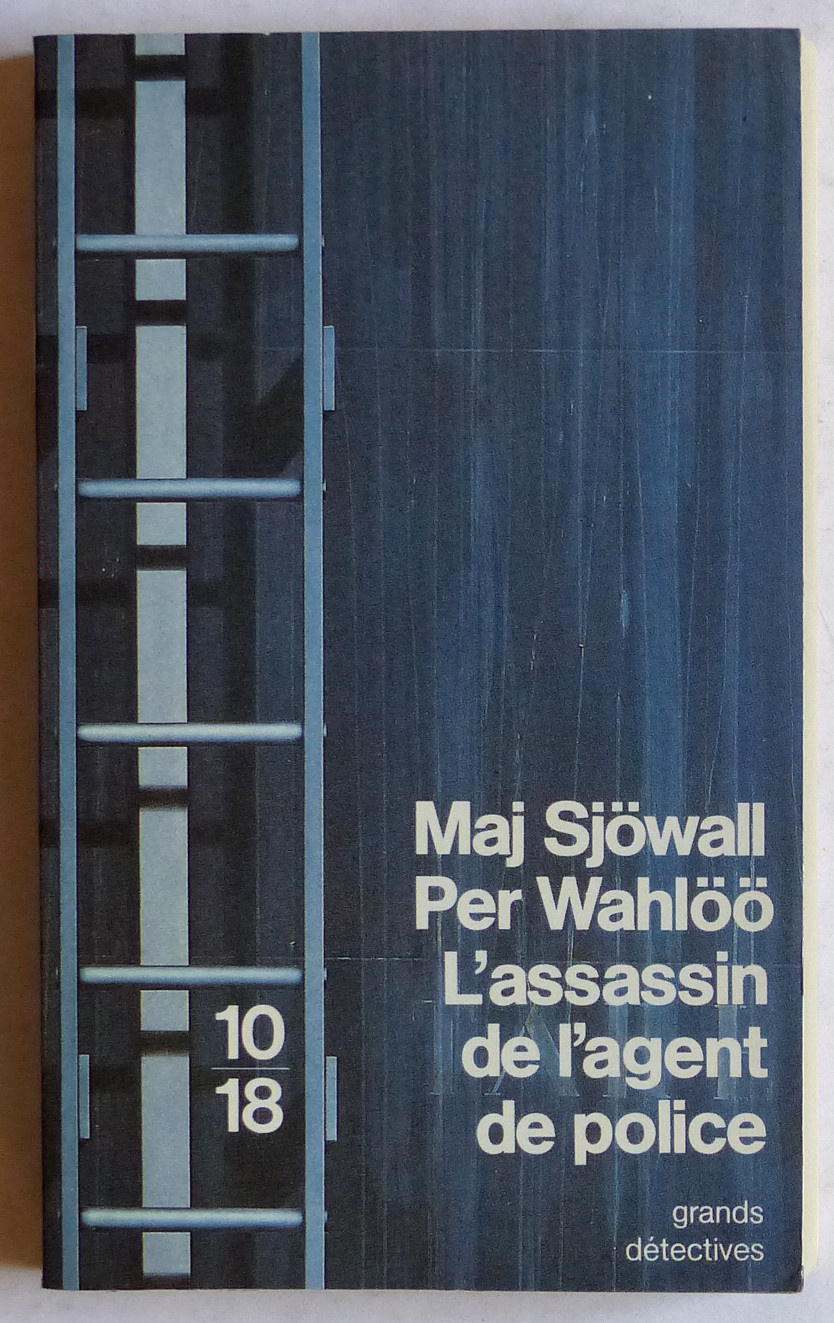 Maj Sjöwall
Per Wahlöö
L'assassin
de l'agent
de police
10
18
grands
détectives